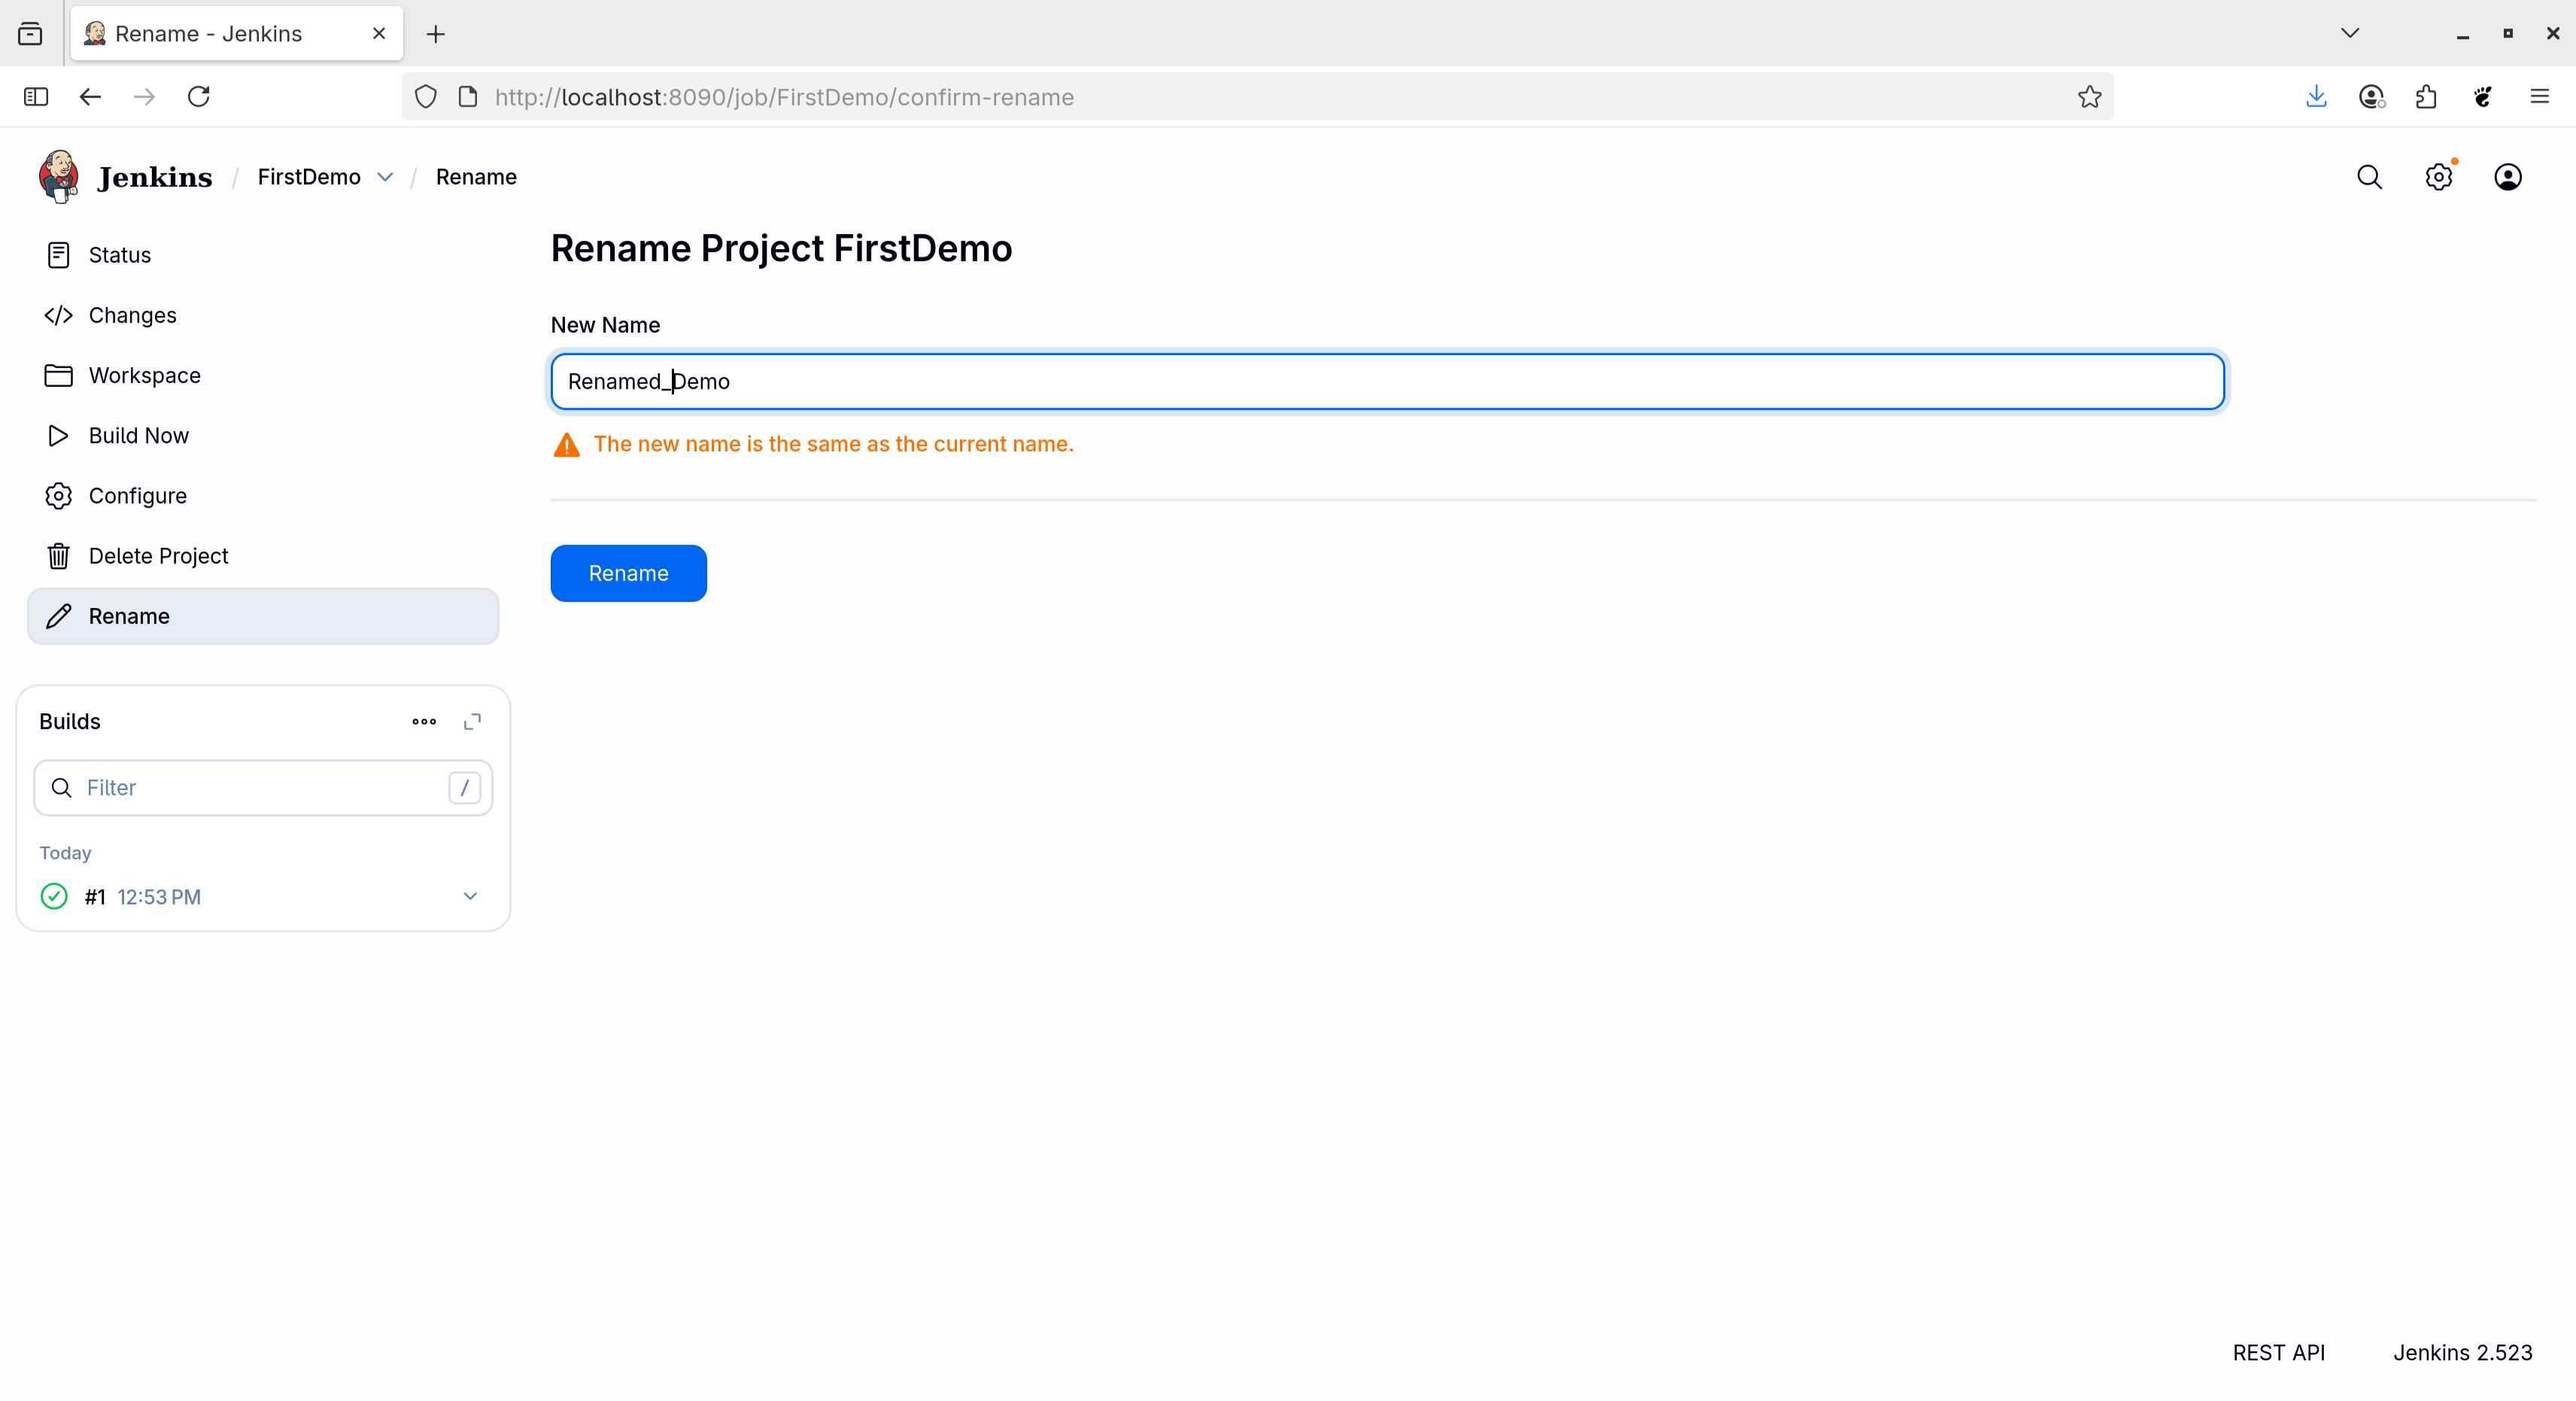 Rename - Jenkins
http://localhost:8090/job/FirstDemo/confirm-rename
Jenkins / FirstDemo / Rename
Status
Changes
Workspace
Build Now
Configure
Delete Project
Rename
Builds
Filter /
Today
#1 12:53 PM
Rename Project FirstDemo
New Name
Renamed_Demo
The new name is the same as the current name.
Rename
REST API Jenkins 2.523